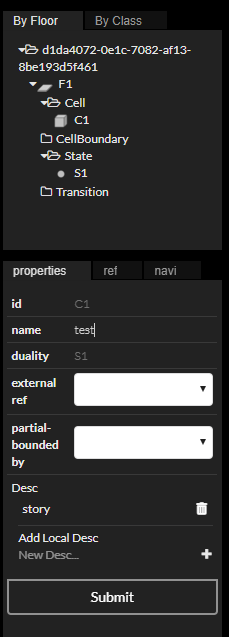 By Floor By Class
d1da4072-0e1c-7082-af13-
8be193d5f461
F1
Cell
C1
CellBoundary
State
S1
Transition
properties ref navi
id C1
name test
duality S1
external
ref
partial-
bounded
by
Desc
story
Add Local Desc
New Desc...
Submit